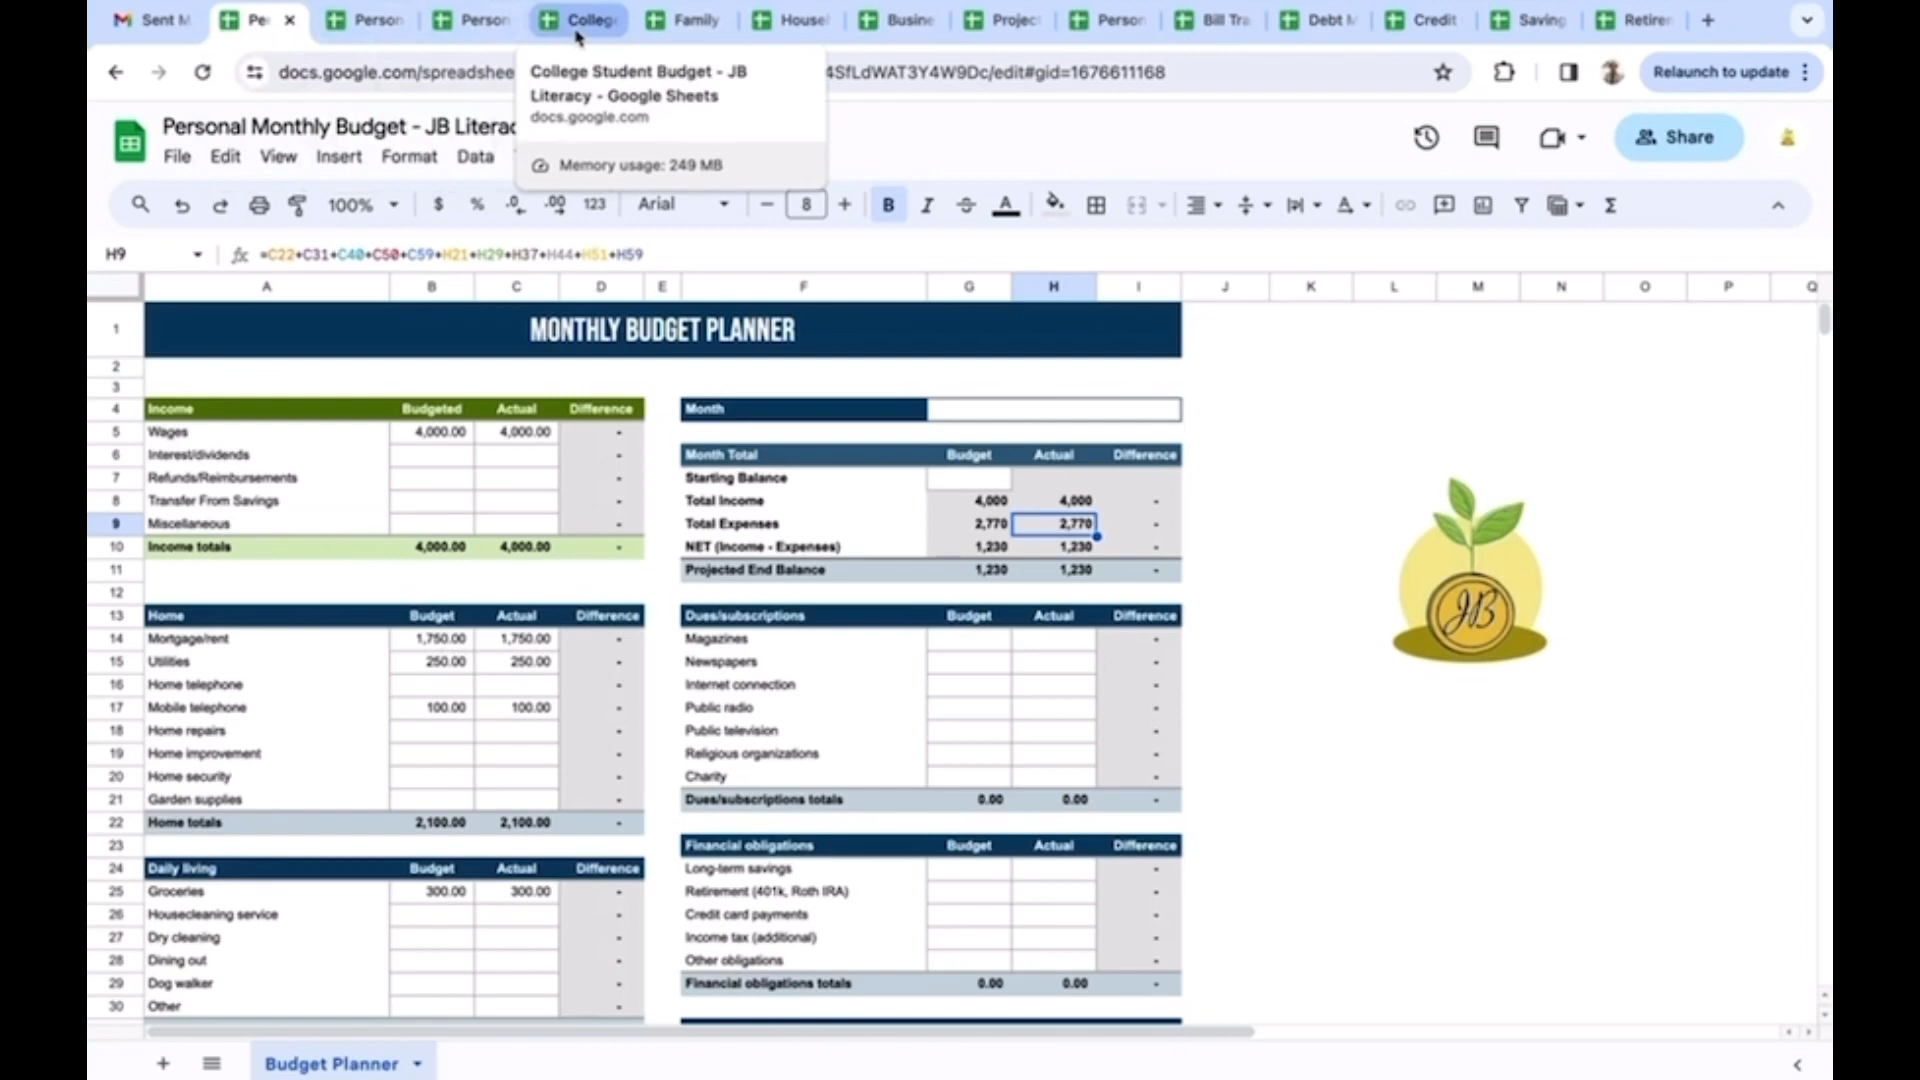 Sent M
Per
Person
Person
College
Family
Househ
Busine
Project
Person
Bill Tra
Debt M
Credit
Saving
Retirem
docs.google.com/spreadshee
4SfLdWAT3Y4W9Dc/edit#gid=1676611168
Relaunch to update
College Student Budget - JB
Literacy - Google Sheets
docs.google.com
Memory usage: 249 MB
Personal Monthly Budget - JB Literac
File Edit View Insert Format Data
Share
100% $ % .0 .00 123 Arial 8 B I A
H9 fx =C22+C31+C40+C50+C59+H21+H29+H37+H44+H51+H59
A B C D E F G H I J K L M N O P Q
1 MONTHLY BUDGET PLANNER
2
3
4 Income Budgeted Actual Difference Month
5 Wages 4,000.00 4,000.00 -
6 Interest/dividends - Month Total Budget Actual Difference
7 Refunds/Reimbursements - Starting Balance
8 Transfer From Savings - Total Income 4,000 4,000 -
9 Miscellaneous - Total Expenses 2,770 2,770 -
10 Income totals 4,000.00 4,000.00 - NET (Income - Expenses) 1,230 1,230 -
11 Projected End Balance 1,230 1,230 -
12
13 Home Budget Actual Difference Dues/subscriptions Budget Actual Difference
14 Mortgage/rent 1,750.00 1,750.00 - Magazines -
15 Utilities 250.00 250.00 - Newspapers -
16 Home telephone - Internet connection -
17 Mobile telephone 100.00 100.00 - Public radio -
18 Home repairs - Public television -
19 Home improvement - Religious organizations -
20 Home security - Charity -
21 Garden supplies - Dues/subscriptions totals 0.00 0.00 -
22 Home totals 2,100.00 2,100.00 -
23 Financial obligations Budget Actual Difference
24 Daily living Budget Actual Difference Long-term savings -
25 Groceries 300.00 300.00 - Retirement (401k, Roth IRA) -
26 Housecleaning service - Credit card payments -
27 Dry cleaning - Income tax (additional) -
28 Dining out - Other obligations -
29 Dog walker - Financial obligations totals 0.00 0.00 -
30 Other -
JB
Budget Planner